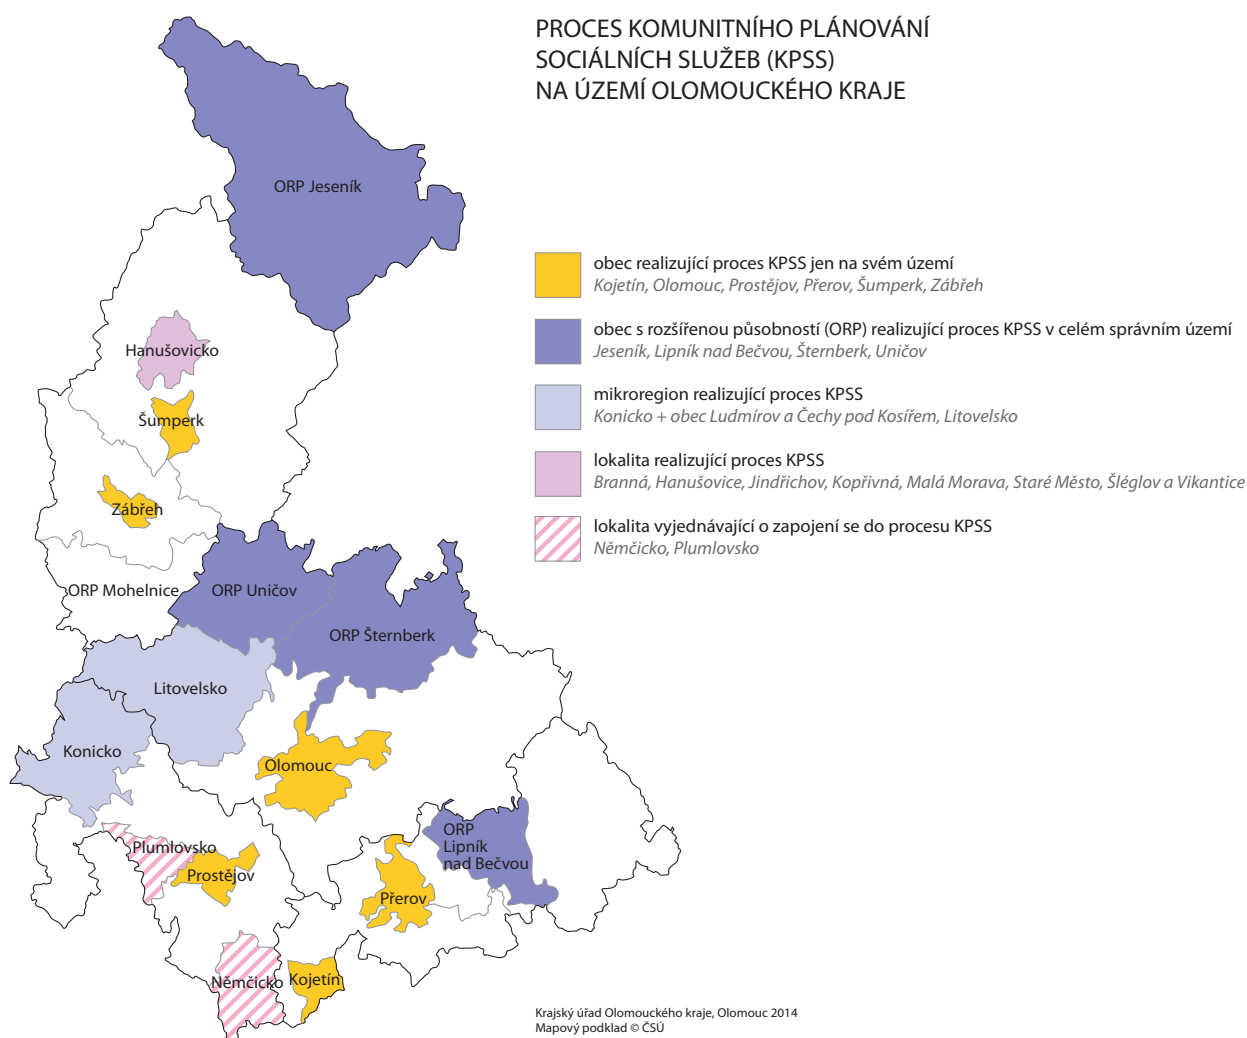 PROCES KOMUNITNÍHO PLÁNOVÁNÍ
SOCIÁLNÍCH SLUŽEB (KPSS)
NA ÚZEMÍ OLOMOUCKÉHO KRAJE
ORP Jeseník
obec realizující proces KPSS jen na svém území
Kojetín, Olomouc, Prostějov, Přerov, Šumperk, Zábřeh
obec s rozšířenou působností (ORP) realizující proces KPSS v celém správním území
Jeseník, Lipník nad Bečvou, Šternberk, Uničov
mikroregion realizující proces KPSS
Konicko + obec Ludmírov a Čechy pod Kosířem, Litovelsko
lokalita realizující proces KPSS
Branná, Hanušovice, Jindřichov, Kopřivná, Malá Morava, Staré Město, Šléglov a Vikantice
lokalita vyjednávající o zapojení se do procesu KPSS
Němčicko, Plumlovsko
Hanušovicko
Šumperk
Zábřeh
ORP Mohelnice
ORP Uničov
ORP Šternberk
Litovelsko
Konicko
Olomouc
ORP
Lipník
nad Bečvou
Plumlovsko
Prostějov
Přerov
Němčicko
Kojetín
Krajský úřad Olomouckého kraje, Olomouc 2014
Mapový podklad © ČSÚ